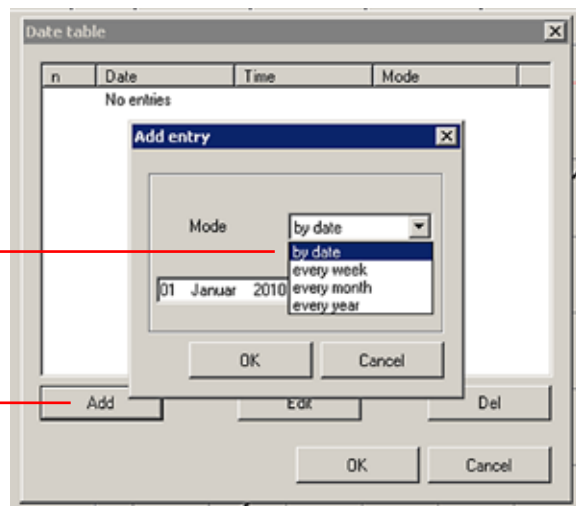 Date table
n Date Time Mode
No entries
Add entry
Mode by date
by date
every week
01 Januar 2010 every month
every year
OK Cancel
Add Edit Del
OK Cancel